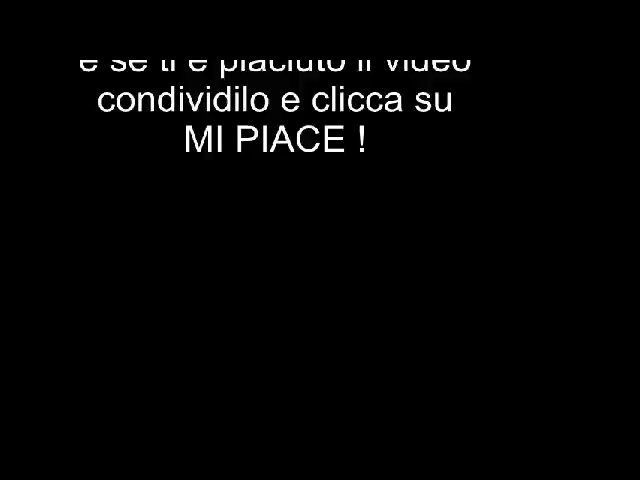 e se ti è piaciuto il video
condividilo e clicca su
MI PIACE !